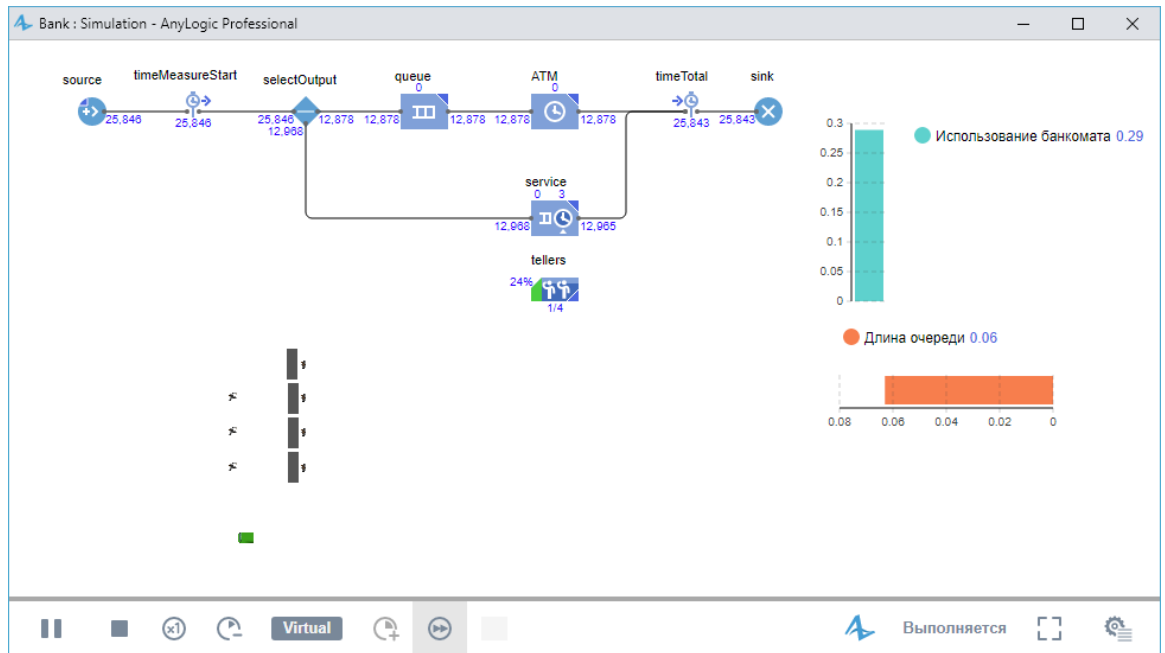 Bank : Simulation - AnyLogic Professional
source
timeMeasureStart
selectOutput
queue
ATM
timeTotal
sink
0
0
25,846
25,846
25,846
12,968
12,878
12,878
12,878
12,878
12,878
25,843
25,843
service
0 3
12,968
12,965
tellers
24%
1/4
0.3
0.25
0.2
0.15
0.1
0.05
0
Использование банкомата 0.29
Длина очереди 0.06
0.08
0.06
0.04
0.02
0
x1
Virtual
Выполняется